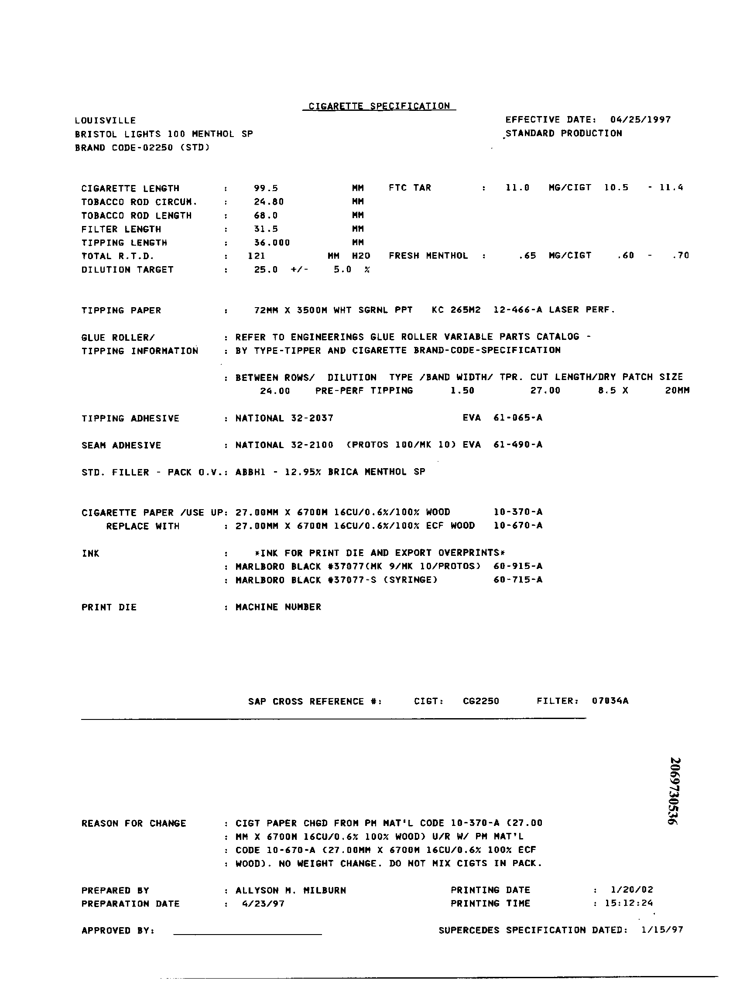 CIGARETTE SPECIFICATION
LOUISVILLE EFFECTIVE DATE: 04/25/1997
BRISTOL LIGHTS 100 MENTHOL SP STANDARD PRODUCTION
BRAND CODE-02250 (STD)
CIGARETTE LENGTH : 99.5 MM FTC TAR : 11.0 MG/CIGT 10.5 - 11.4
TOBACCO ROD CIRCUM. : 24.80 MM
TOBACCO ROD LENGTH : 68.0 MM
FILTER LENGTH : 31.5 MM
TIPPING LENGTH : 36.000 MM
TOTAL R.T.D. : 121 MM H2O FRESH MENTHOL : .65 MG/CIGT .60 - .70
DILUTION TARGET : 25.0 +/- 5.0 %
TIPPING PAPER : 72MM X 3500M WHT SGRNL PPT KC 265M2 12-466-A LASER PERF.
GLUE ROLLER/ : REFER TO ENGINEERINGS GLUE ROLLER VARIABLE PARTS CATALOG -
TIPPING INFORMATION : BY TYPE-TIPPER AND CIGARETTE BRAND-CODE-SPECIFICATION
: BETWEEN ROWS/ DILUTION TYPE /BAND WIDTH/ TPR. CUT LENGTH/DRY PATCH SIZE
24.00 PRE-PERF TIPPING 1.50 27.00 8.5 X 20MM
TIPPING ADHESIVE : NATIONAL 32-2037 EVA 61-065-A
SEAM ADHESIVE : NATIONAL 32-2100 (PROTOS 100/MK 10) EVA 61-490-A
STD. FILLER - PACK O.V.: ABBH1 - 12.95% BRICA MENTHOL SP
CIGARETTE PAPER /USE UP: 27.00MM X 6700M 16CU/0.6%/100% WOOD 10-370-A
REPLACE WITH : 27.00MM X 6700M 16CU/0.6%/100% ECF WOOD 10-670-A
INK : *INK FOR PRINT DIE AND EXPORT OVERPRINTS*
: MARLBORO BLACK #37077(MK 9/MK 10/PROTOS) 60-915-A
: MARLBORO BLACK #37077-S (SYRINGE) 60-715-A
PRINT DIE : MACHINE NUMBER
SAP CROSS REFERENCE #: CIGT: CG2250 FILTER: 07034A
2069730536
REASON FOR CHANGE : CIGT PAPER CHGD FROM PM MAT'L CODE 10-370-A (27.00
: MM X 6700M 16CU/0.6% 100% WOOD) U/R W/ PM MAT'L
: CODE 10-670-A (27.00MM X 6700M 16CU/0.6% 100% ECF
: WOOD). NO WEIGHT CHANGE. DO NOT MIX CIGTS IN PACK.
PREPARED BY : ALLYSON M. MILBURN PRINTING DATE : 1/20/02
PREPARATION DATE : 4/23/97 PRINTING TIME : 15:12:24
APPROVED BY: SUPERCEDES SPECIFICATION DATED: 1/15/97